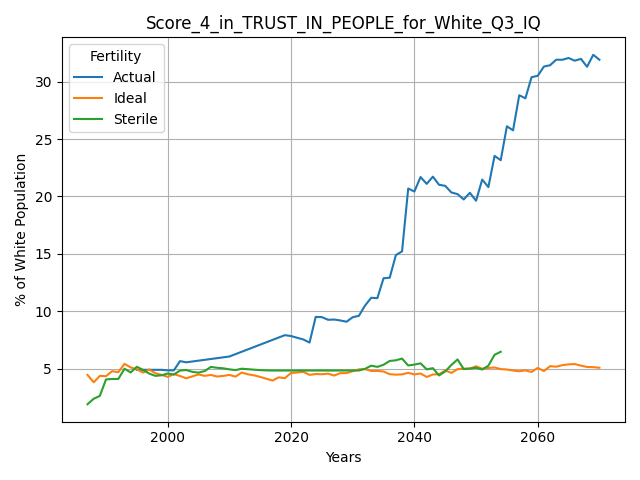 Score_4_in_TRUST_IN_PEOPLE_for_White_Q3_IQ
Fertility
Actual
Ideal
Sterile
% of White Population
30
25
20
15
10
5
2000
2020
2040
2060
Years